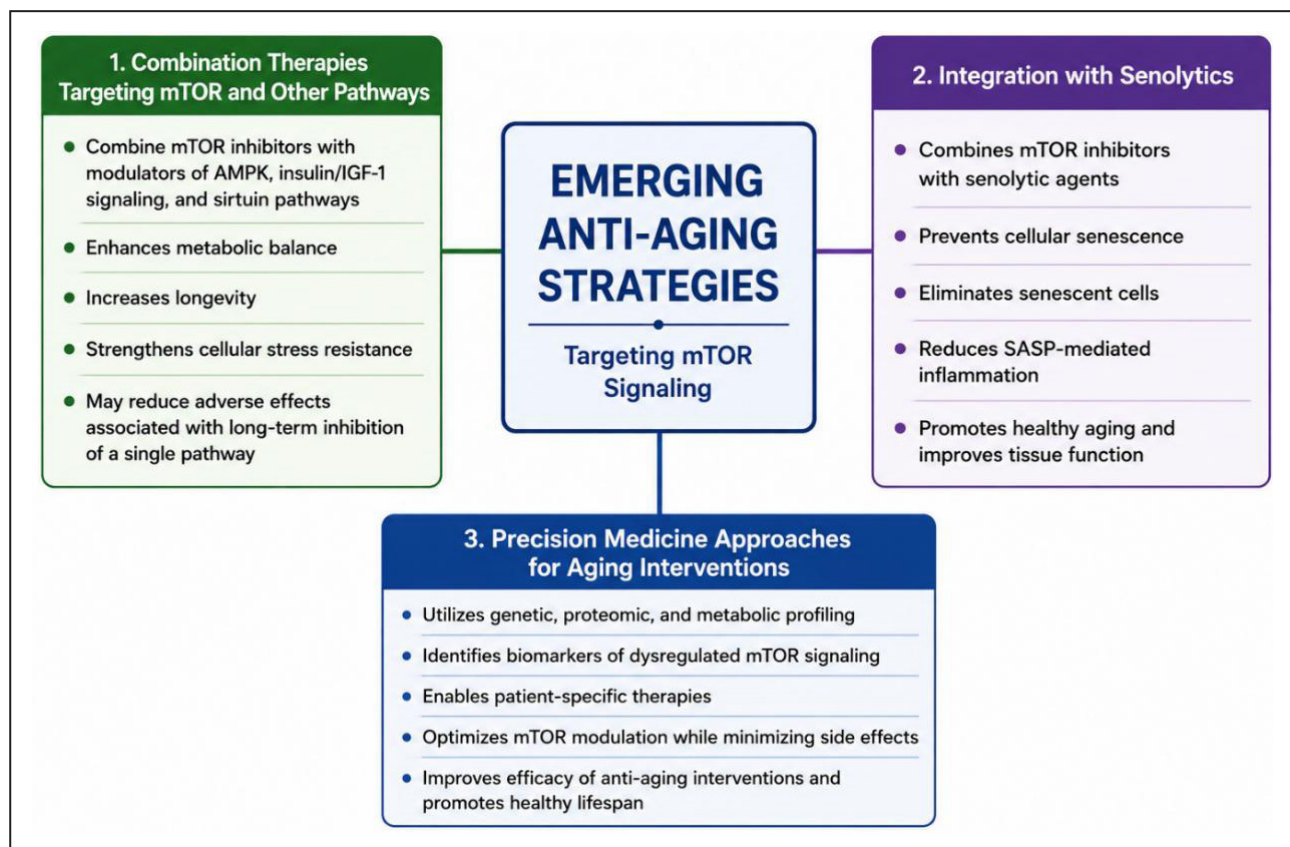 1. Combination Therapies
Targeting mTOR and Other Pathways
• Combine mTOR inhibitors with
modulators of AMPK, insulin/IGF-1
signaling, and sirtuin pathways
• Enhances metabolic balance
• Increases longevity
• Strengthens cellular stress resistance
• May reduce adverse effects
associated with long-term inhibition
of a single pathway
EMERGING
ANTI-AGING
STRATEGIES
Targeting mTOR
Signaling
2. Integration with Senolytics
• Combines mTOR inhibitors
with senolytic agents
• Prevents cellular senescence
• Eliminates senescent cells
• Reduces SASP-mediated
inflammation
• Promotes healthy aging and
improves tissue function
3. Precision Medicine Approaches
for Aging Interventions
• Utilizes genetic, proteomic, and metabolic profiling
• Identifies biomarkers of dysregulated mTOR signaling
• Enables patient-specific therapies
• Optimizes mTOR modulation while minimizing side effects
• Improves efficacy of anti-aging interventions and
promotes healthy lifespan